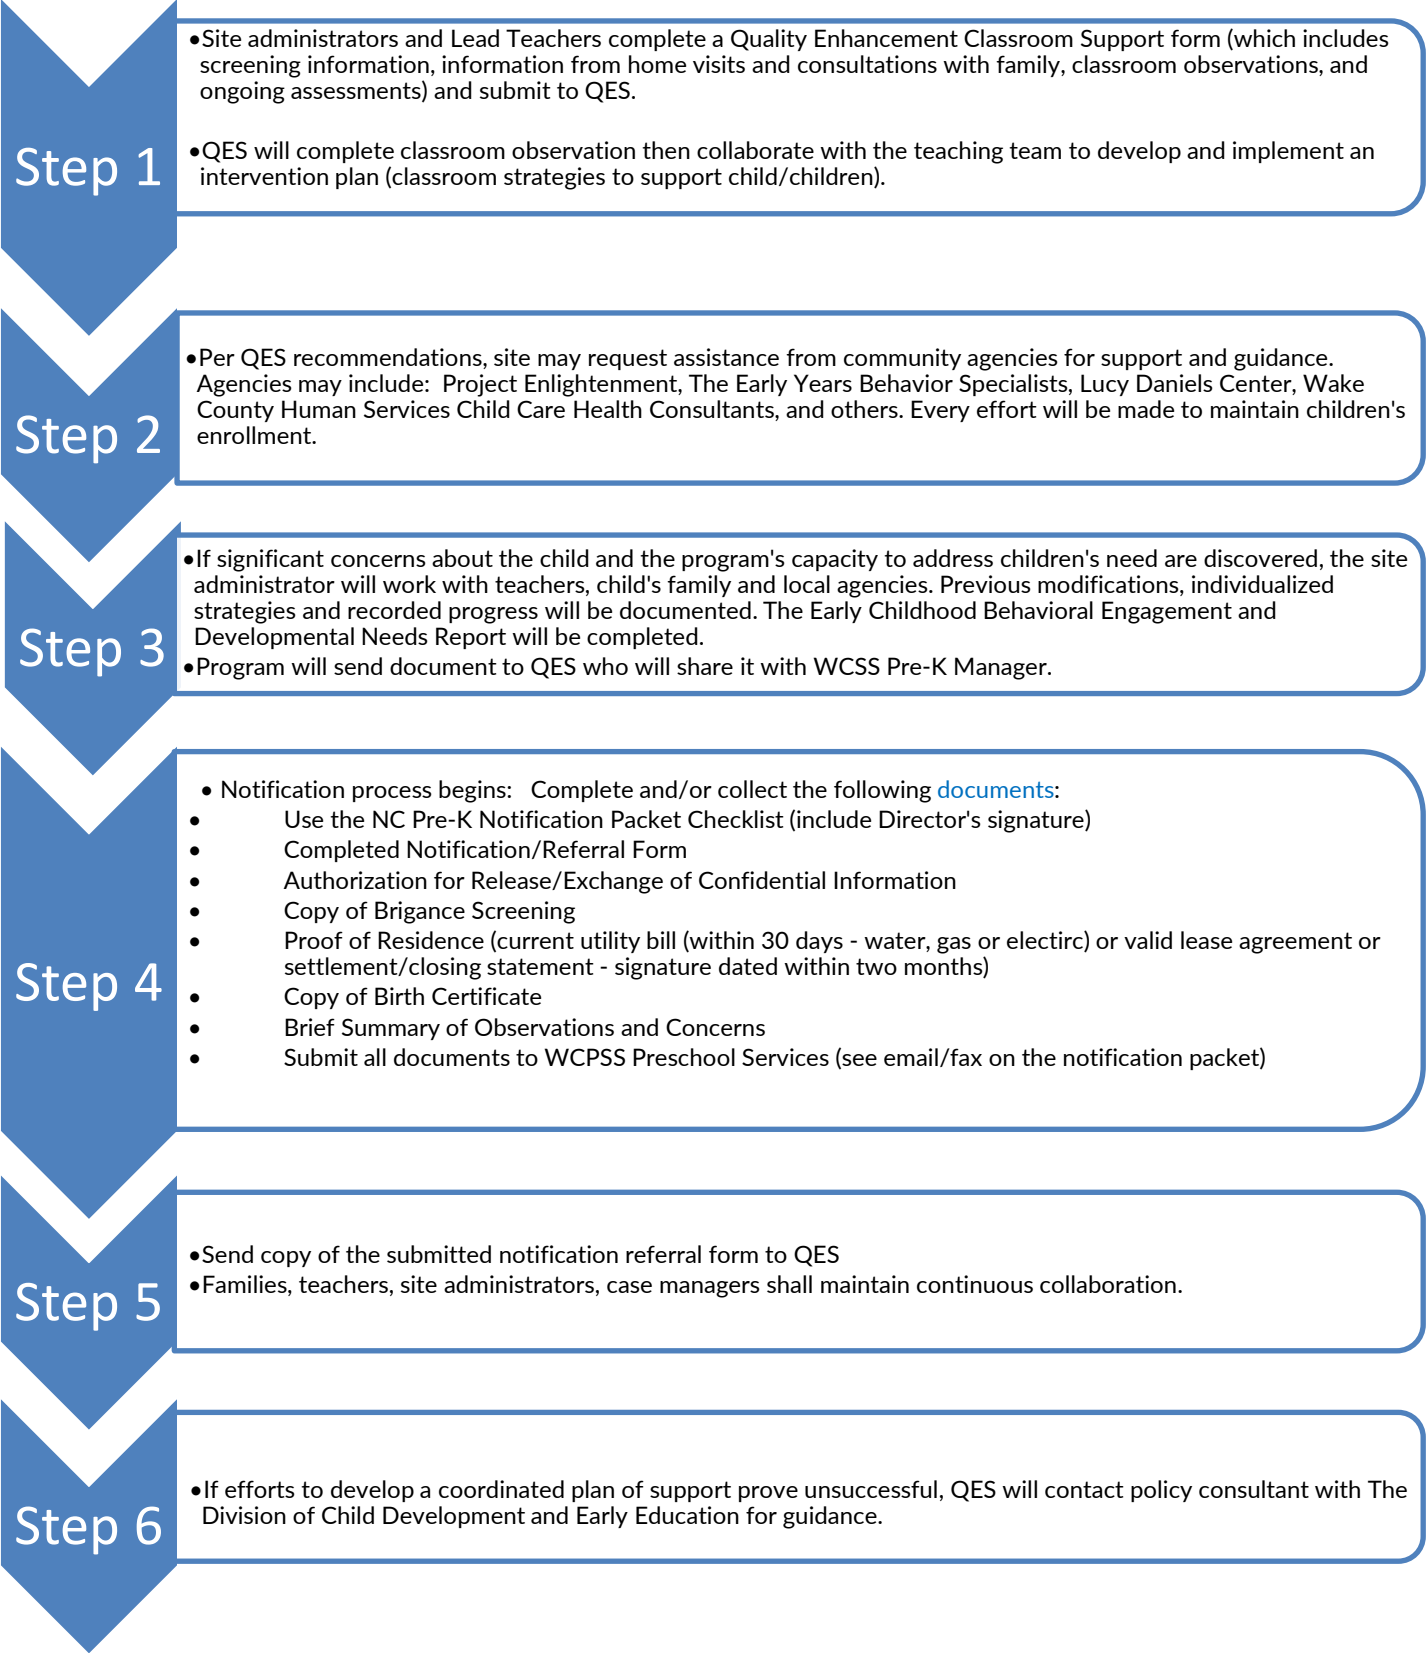 •Site administrators and Lead Teachers complete a Quality Enhancement Classroom Support form (which includes
screening information, information from home visits and consultations with family, classroom observations, and
ongoing assessments) and submit to QES.
Step 1
•QES will complete classroom observation then collaborate with the teaching team to develop and implement an
intervention plan (classroom strategies to support child/children).
Step 2
•Per QES recommendations, site may request assistance from community agencies for support and guidance.
Agencies may include:  Project Enlightenment, The Early Years Behavior Specialists, Lucy Daniels Center, Wake
County Human Services Child Care Health Consultants, and others. Every effort will be made to maintain children's
enrollment.
Step 3
•If significant concerns about the child and the program's capacity to address children's need are discovered, the site
administrator will work with teachers, child's family and local agencies. Previous modifications, individualized
strategies and recorded progress will be documented. The Early Childhood Behavioral Engagement and
Developmental Needs Report will be completed.
•Program will send document to QES who will share it with WCSS Pre-K Manager.
Step 4
• Notification process begins:   Complete and/or collect the following documents:
• Use the NC Pre-K Notification Packet Checklist (include Director's signature)
• Completed Notification/Referral Form
• Authorization for Release/Exchange of Confidential Information
• Copy of Brigance Screening
• Proof of Residence (current utility bill (within 30 days - water, gas or electirc) or valid lease agreement or
settlement/closing statement - signature dated within two months)
• Copy of Birth Certificate
• Brief Summary of Observations and Concerns
• Submit all documents to WCPSS Preschool Services (see email/fax on the notification packet)
Step 5
•Send copy of the submitted notification referral form to QES
•Families, teachers, site administrators, case managers shall maintain continuous collaboration.
Step 6
•If efforts to develop a coordinated plan of support prove unsuccessful, QES will contact policy consultant with The
Division of Child Development and Early Education for guidance.